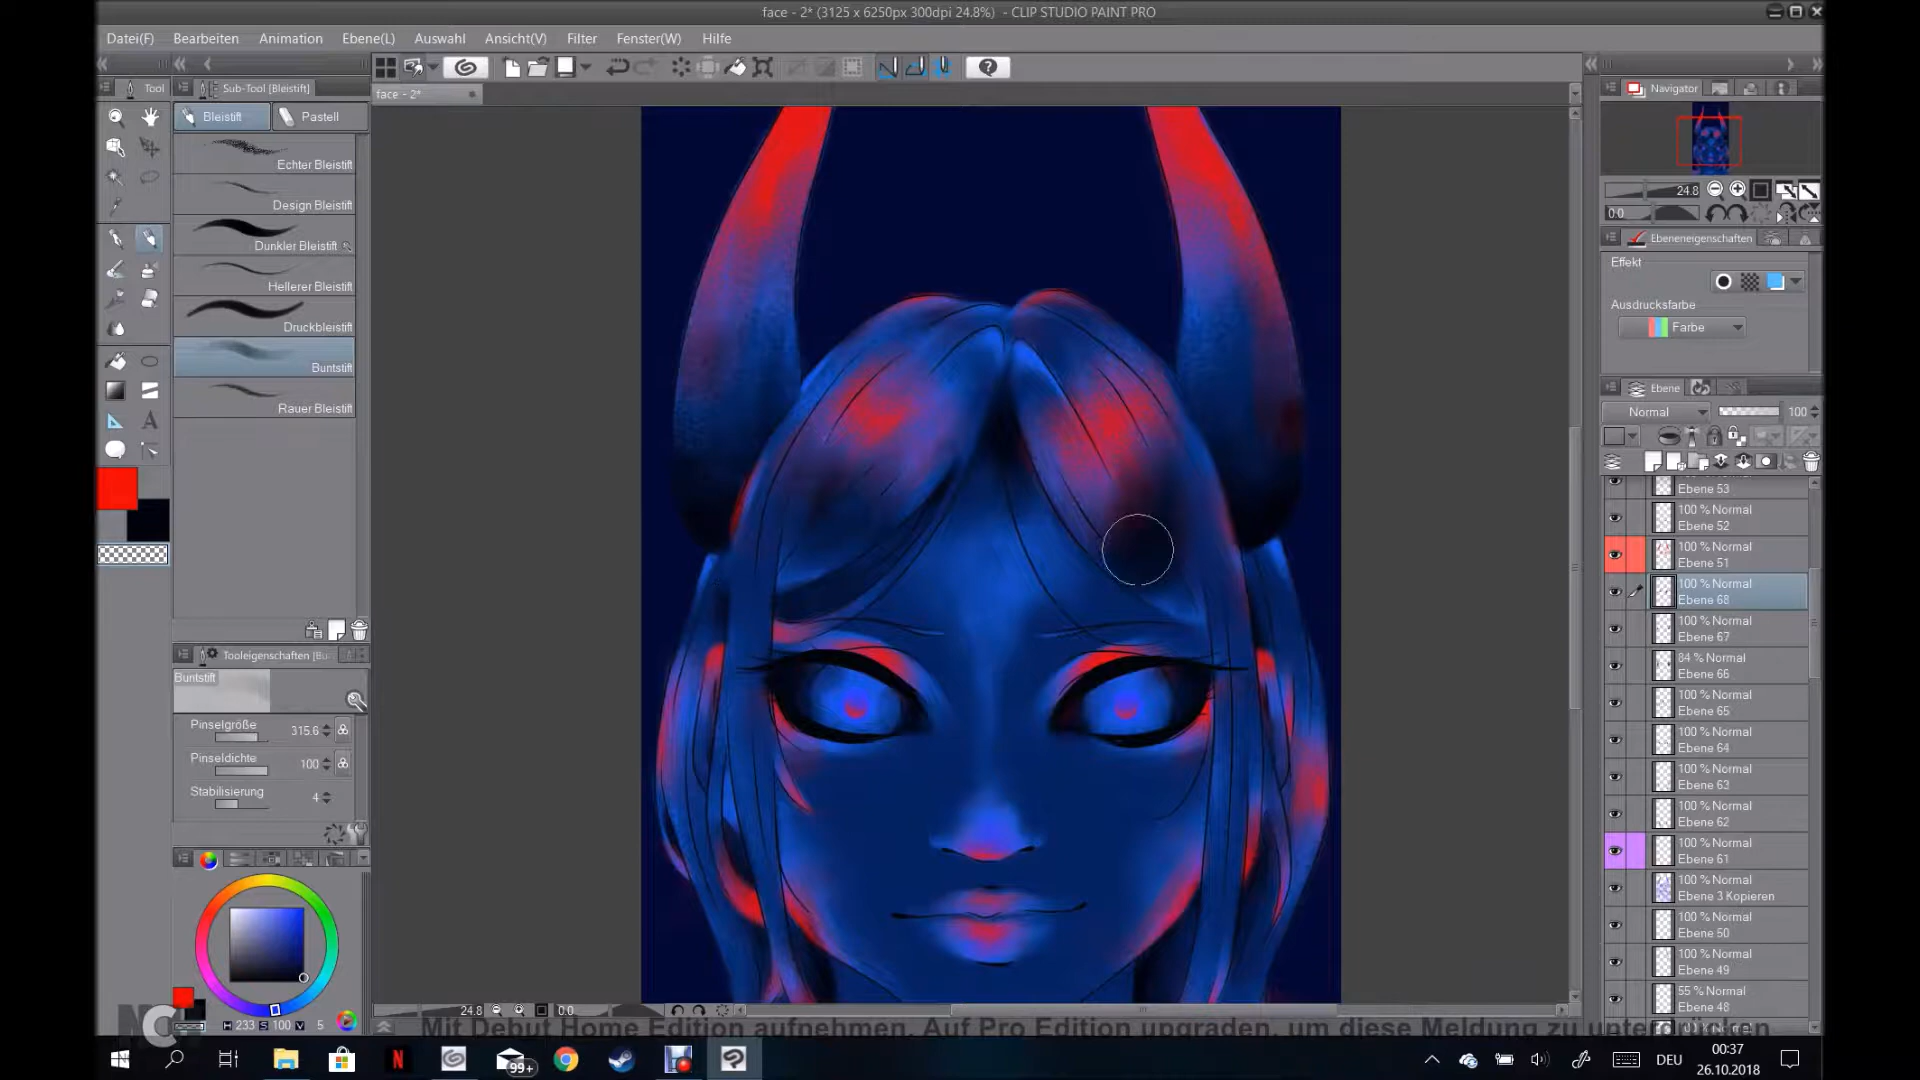 face - 2* (3125 x 6250px 300dpi 24.8%) - CLIP STUDIO PAINT PRO
Datei(F) Bearbeiten Animation Ebene(L) Auswahl Ansicht(V) Filter Fenster(W) Hilfe
Tool
Sub-Tool [Bleistift]
face - 2*
Navigator
Bleistift
Pastell
Echter Bleistift
Design Bleistift
Dunkler Bleistift
Hellerer Bleistift
Druckbleistift
Buntstift
Rauer Bleistift
24.8
0.0
Ebeneneigenschaften
Effekt
Ausdrucksfarbe
Farbe
Ebene
Normal
100
Ebene 53
100 % Normal
Ebene 52
100 % Normal
Ebene 51
100 % Normal
Ebene 68
100 % Normal
Ebene 67
84 % Normal
Ebene 66
100 % Normal
Ebene 65
100 % Normal
Ebene 64
100 % Normal
Ebene 63
100 % Normal
Ebene 62
100 % Normal
Ebene 61
100 % Normal
Ebene 3 Kopieren
100 % Normal
Ebene 50
100 % Normal
Ebene 49
55 % Normal
Ebene 48
Tooleigenschaften [Bu
Buntstift
Pinselgröße 315.6
Pinseldichte 100
Stabilisierung 4
H 233 S 100 V 5
24.8
0.0
Mit Debut Home Edition aufnehmen. Auf Pro Edition upgraden, um diese Meldung zu unterdrücken
99+
DEU
00:37
26.10.2018